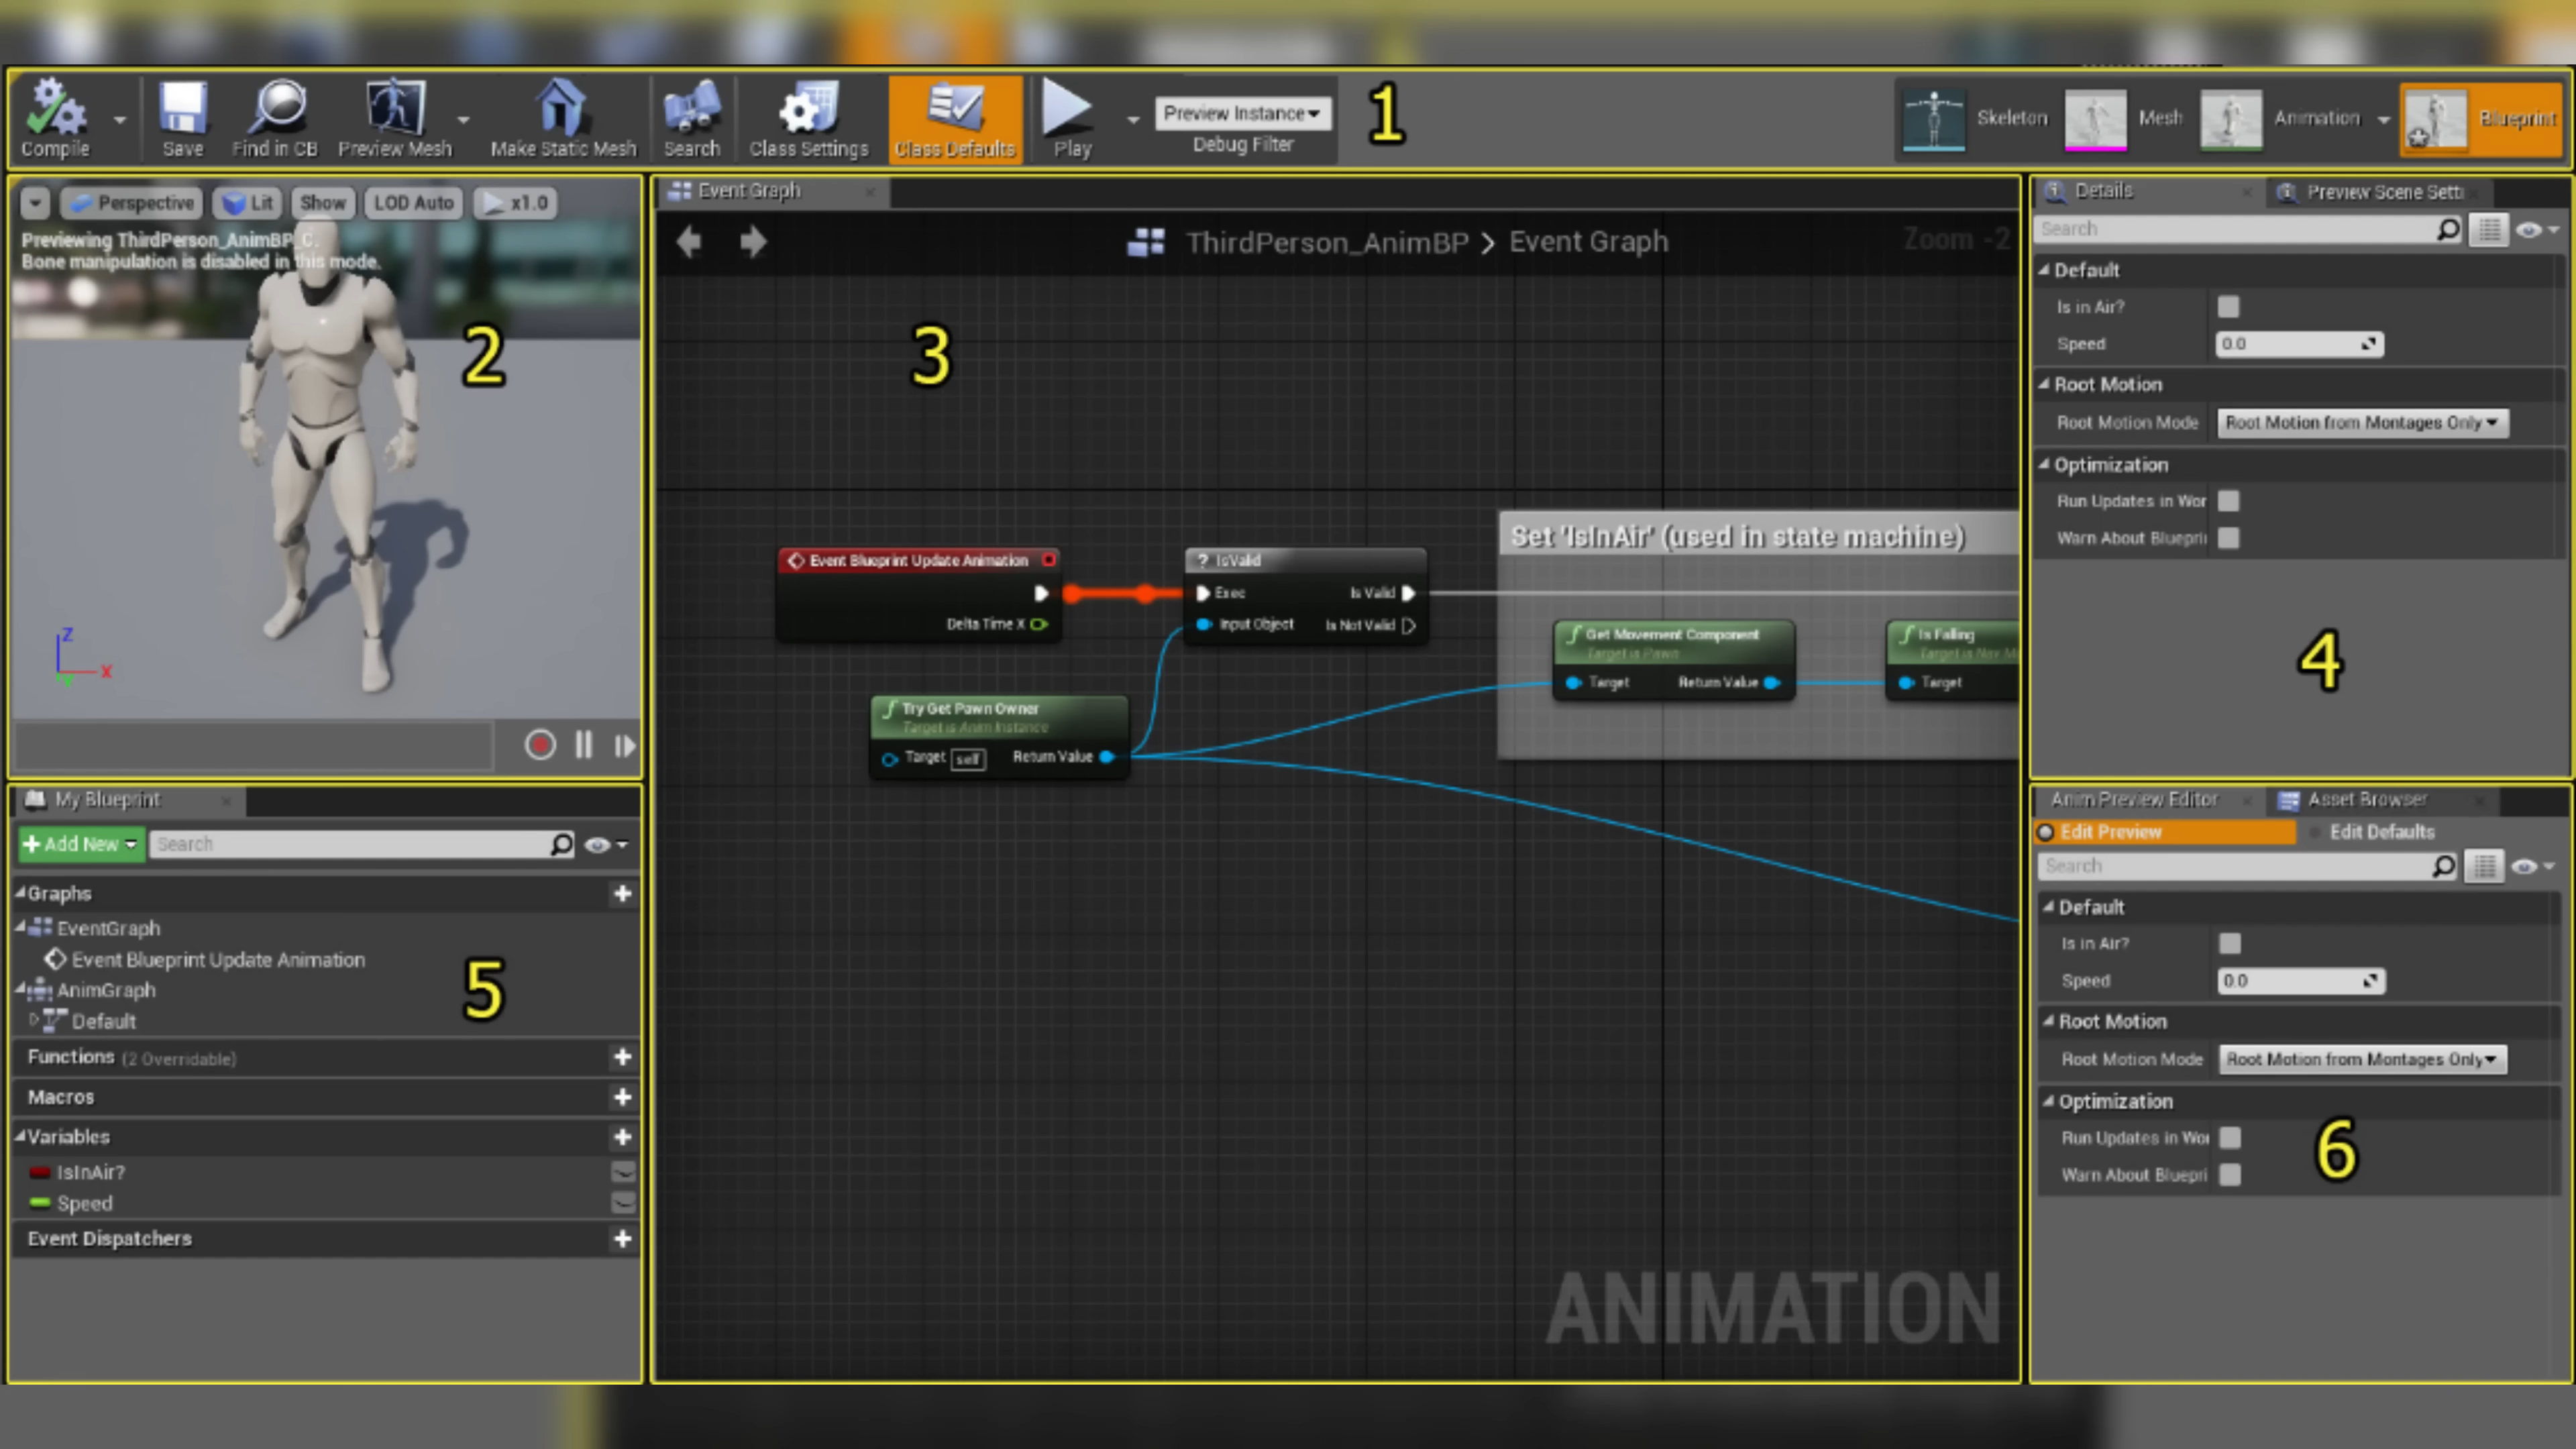 Compile
Save
Find in CB
Preview Mesh
Make Static Mesh
Search
Class Settings
Class Defaults
Play
Preview Instance
Debug Filter
1
Skeleton
Mesh
Animation
Blueprint
Perspective
Lit
Show
LOD Auto
x1.0
Previewing ThirdPerson_AnimBP_C.
Bone manipulation is disabled in this mode.
2
Z
X
Y
Event Graph
ThirdPerson_AnimBP > Event Graph
Zoom -2
3
Event Blueprint Update Animation
Delta Time X
? IsValid
Exec
Is Valid
Input Object
Is Not Valid
Set 'IsInAir' (used in state machine)
f Get Movement Component
Target is Pawn
Target
Return Value
f Is Falling
Target is Nav M
Target
f Try Get Pawn Owner
Target is Anim Instance
Target self
Return Value
ANIMATION
Details
Preview Scene Setti
Search
Default
Is in Air?
Speed
0.0
Root Motion
Root Motion Mode
Root Motion from Montages Only
Optimization
Run Updates in Wor
Warn About Bluepri
4
My Blueprint
+ Add New
Search
Graphs
EventGraph
Event Blueprint Update Animation
AnimGraph
Default
Functions (2 Overridable)
Macros
Variables
IsInAir?
Speed
Event Dispatchers
5
Anim Preview Editor
Asset Browser
Edit Preview
Edit Defaults
Search
Default
Is in Air?
Speed
0.0
Root Motion
Root Motion Mode
Root Motion from Montages Only
Optimization
Run Updates in Wor
Warn About Bluepri
6